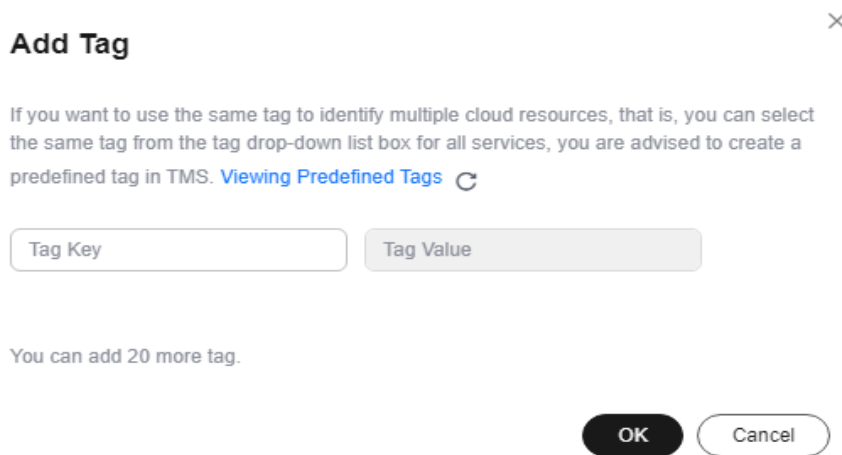 Add Tag
If you want to use the same tag to identify multiple cloud resources, that is, you can select
the same tag from the tag drop-down list box for all services, you are advised to create a
predefined tag in TMS. Viewing Predefined Tags
Tag Key Tag Value
You can add 20 more tag.
OK Cancel